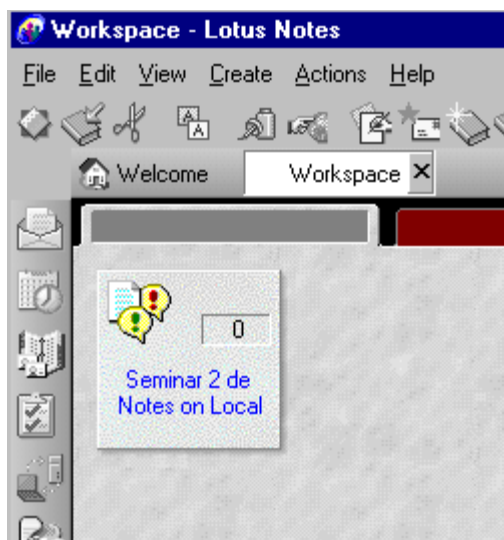 Workspace - Lotus Notes
File Edit View Create Actions Help
Welcome Workspace
0
Seminar 2 de
Notes on Local